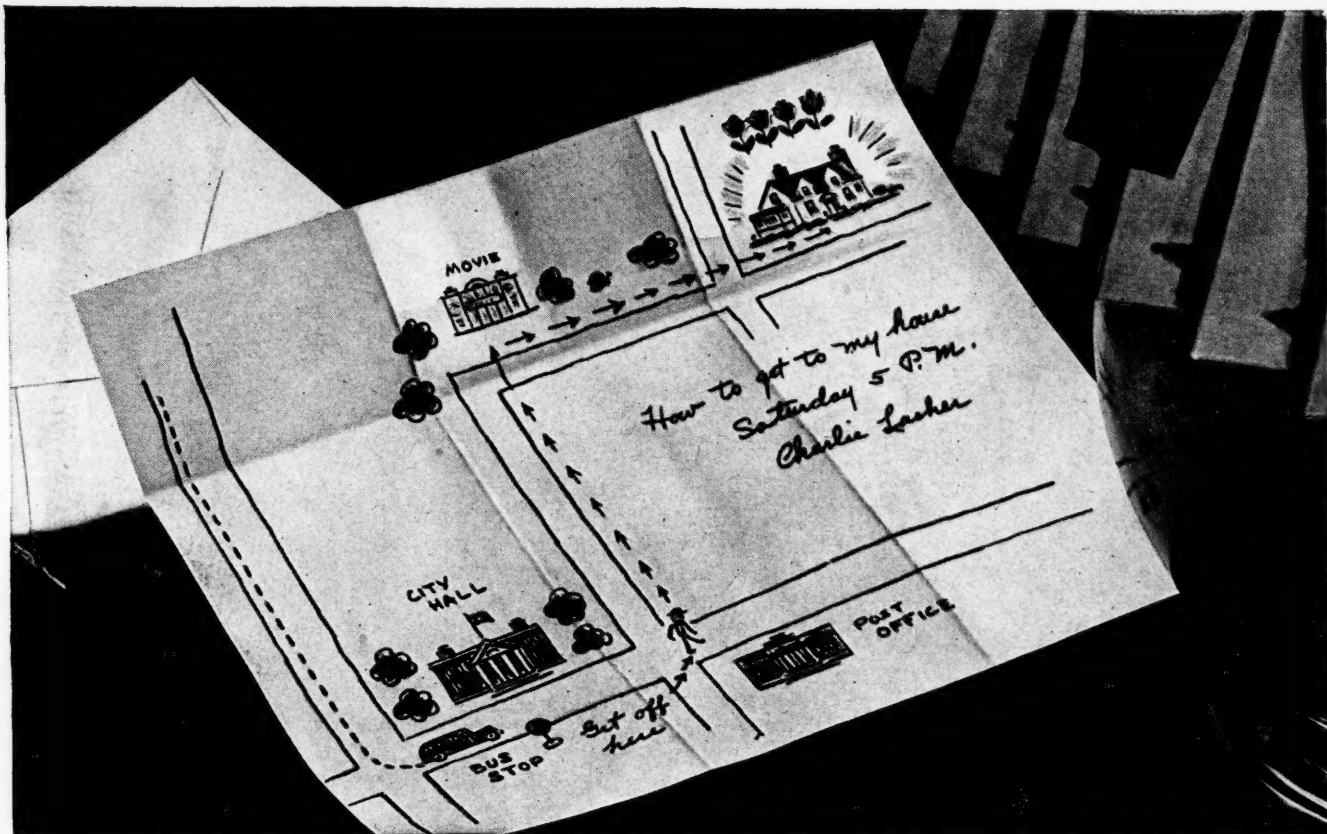 MOVIE
How to get to my house
Saturday 5 P.M.
Charlie Lasher
CITY
HALL
POST
OFFICE
BUS
STOP
Get off
here